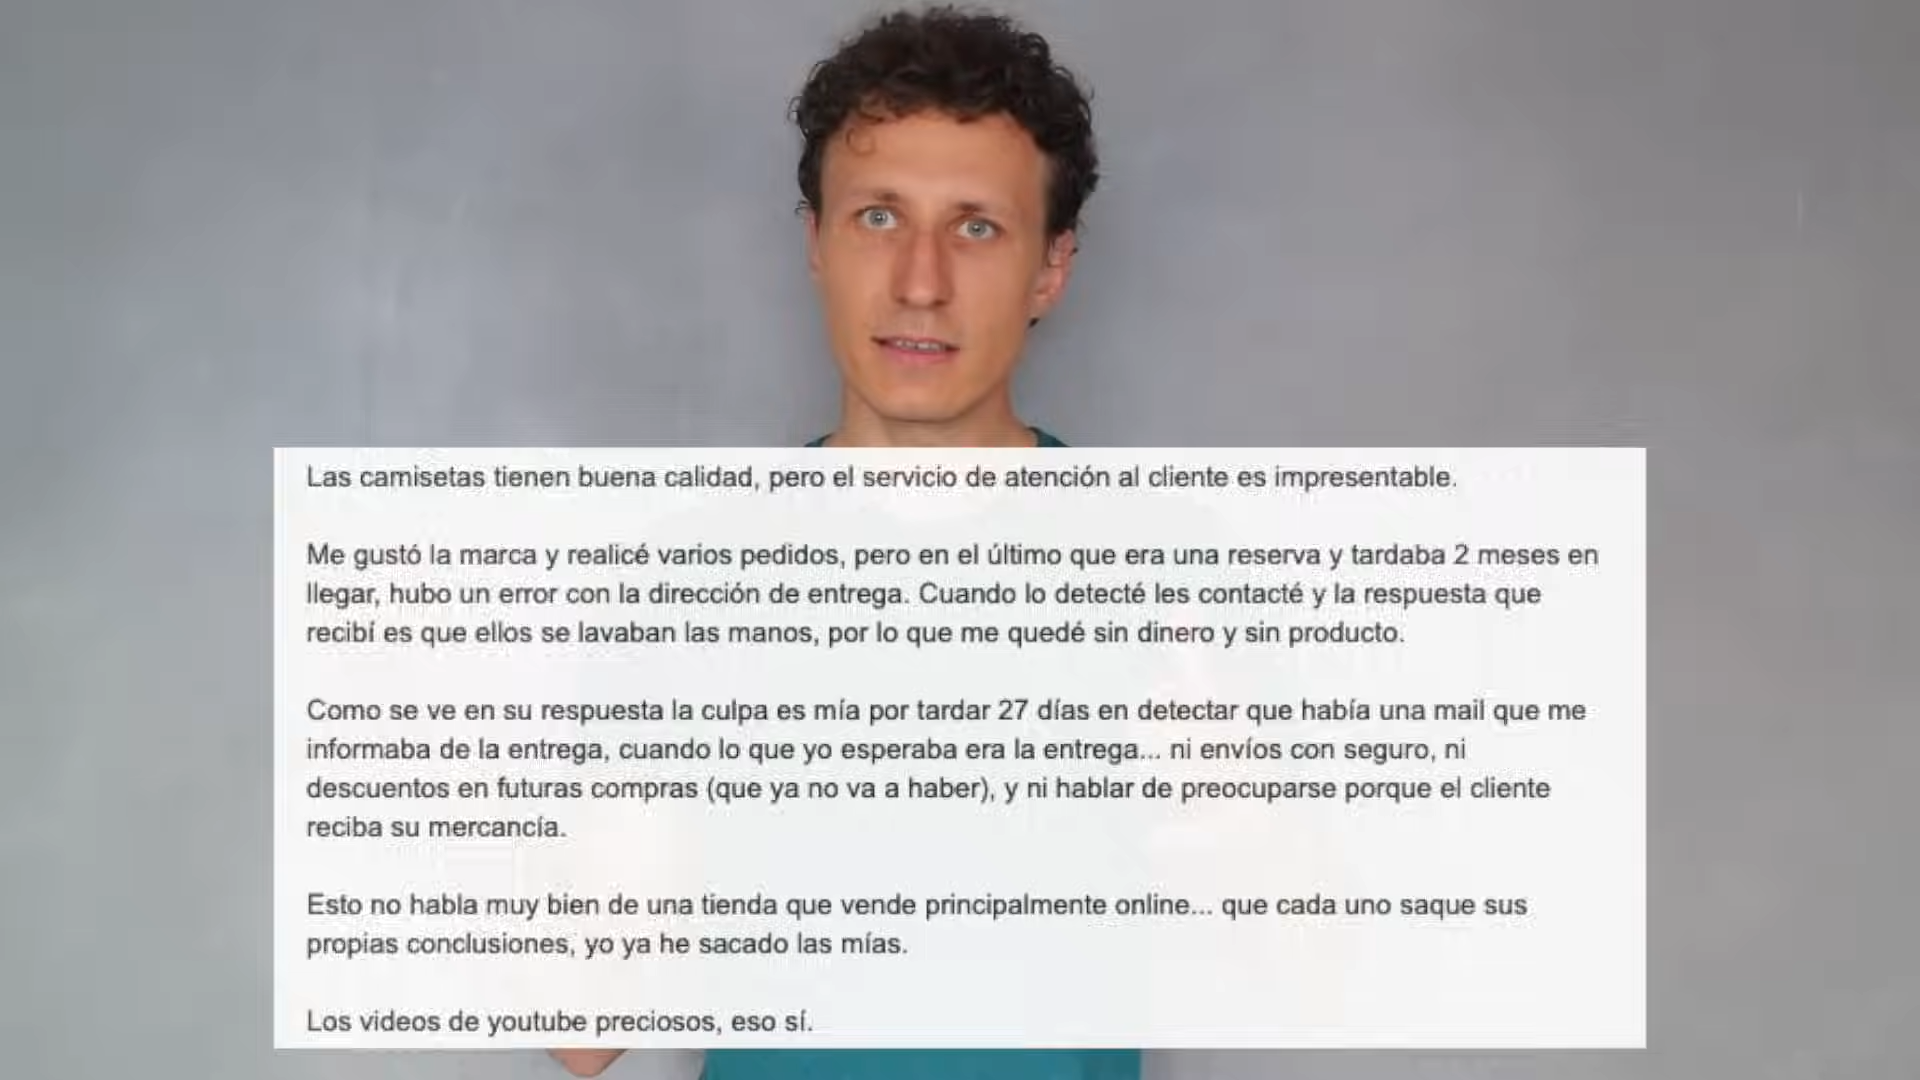 Las camisetas tienen buena calidad, pero el servicio de atención al cliente es impresentable.
Me gustó la marca y realicé varios pedidos, pero en el último que era una reserva y tardaba 2 meses en
llegar, hubo un error con la dirección de entrega. Cuando lo detecté les contacté y la respuesta que
recibí es que ellos se lavaban las manos, por lo que me quedé sin dinero y sin producto.
Como se ve en su respuesta la culpa es mía por tardar 27 días en detectar que había una mail que me
informaba de la entrega, cuando lo que yo esperaba era la entrega... ni envíos con seguro, ni
descuentos en futuras compras (que ya no va a haber), y ni hablar de preocuparse porque el cliente
reciba su mercancía.
Esto no habla muy bien de una tienda que vende principalmente online... que cada uno saque sus
propias conclusiones, yo ya he sacado las mías.
Los videos de youtube preciosos, eso sí.